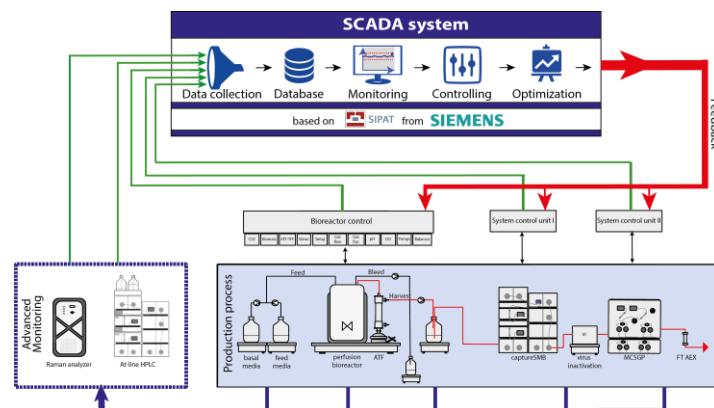 SCADA system
Data collection
Database
Monitoring
Controlling
Optimization
based on SIPAT from SIEMENS
Feedback
Bioreactor control
System control unit I
System control unit II
Temp
pH
DO
Advanced
Monitoring
Raman analyzer
At-line HPLC
Production process
Feed
Bleed
Harvest
basal
media
feed
media
perfusion
bioreactor
ATF
captureSMB
virus
inactivation
MCSGP
FT AEX